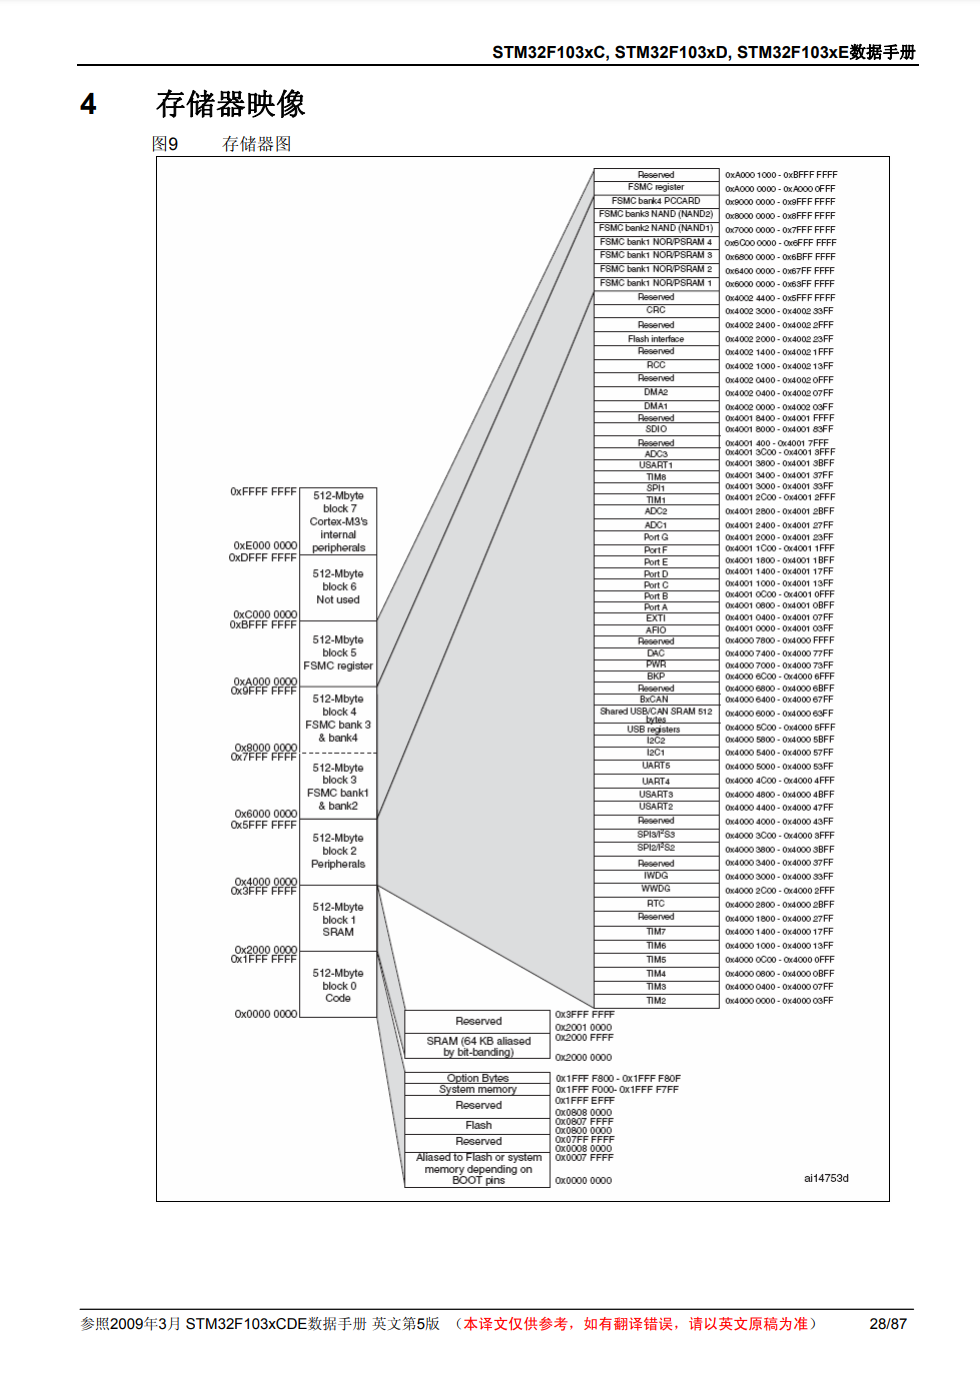 STM32F103xC, STM32F103xD, STM32F103xE数据手册
4 存储器映像
图9 存储器图
Reserved 0xA000 1000 - 0xBFFF FFFF
FSMC register 0xA000 0000 - 0xA000 0FFF
FSMC bank4 PCCARD 0x9000 0000 - 0x9FFF FFFF
FSMC bank3 NAND (NAND2) 0x8000 0000 - 0x8FFF FFFF
FSMC bank2 NAND (NAND1) 0x7000 0000 - 0x7FFF FFFF
FSMC bank1 NOR/PSRAM 4 0x6C00 0000 - 0x6FFF FFFF
FSMC bank1 NOR/PSRAM 3 0x6800 0000 - 0x6BFF FFFF
FSMC bank1 NOR/PSRAM 2 0x6400 0000 - 0x67FF FFFF
FSMC bank1 NOR/PSRAM 1 0x6000 0000 - 0x63FF FFFF
Reserved 0x4002 4400 - 0x5FFF FFFF
CRC 0x4002 3000 - 0x4002 33FF
Reserved 0x4002 2400 - 0x4002 2FFF
Flash interface 0x4002 2000 - 0x4002 23FF
Reserved 0x4002 1400 - 0x4002 1FFF
RCC 0x4002 1000 - 0x4002 13FF
Reserved 0x4002 0400 - 0x4002 0FFF
DMA2 0x4002 0400 - 0x4002 07FF
DMA1 0x4002 0000 - 0x4002 03FF
Reserved 0x4001 8400 - 0x4001 FFFF
SDIO 0x4001 8000 - 0x4001 83FF
Reserved 0x4001 400 - 0x4001 7FFF
ADC3 0x4001 3C00 - 0x4001 3FFF
USART1 0x4001 3800 - 0x4001 3BFF
TIM8 0x4001 3400 - 0x4001 37FF
SPI1 0x4001 3000 - 0x4001 33FF
TIM1 0x4001 2C00 - 0x4001 2FFF
ADC2 0x4001 2800 - 0x4001 2BFF
ADC1 0x4001 2400 - 0x4001 27FF
Port G 0x4001 2000 - 0x4001 23FF
Port F 0x4001 1C00 - 0x4001 1FFF
Port E 0x4001 1800 - 0x4001 1BFF
Port D 0x4001 1400 - 0x4001 17FF
Port C 0x4001 1000 - 0x4001 13FF
Port B 0x4001 0C00 - 0x4001 0FFF
Port A 0x4001 0800 - 0x4001 0BFF
EXTI 0x4001 0400 - 0x4001 07FF
AFIO 0x4001 0000 - 0x4001 03FF
Reserved 0x4000 7800 - 0x4000 FFFF
DAC 0x4000 7400 - 0x4000 77FF
PWR 0x4000 7000 - 0x4000 73FF
BKP 0x4000 6C00 - 0x4000 6FFF
Reserved 0x4000 6800 - 0x4000 6BFF
BxCAN 0x4000 6400 - 0x4000 67FF
Shared USB/CAN SRAM 512
bytes 0x4000 6000 - 0x4000 63FF
USB registers 0x4000 5C00 - 0x4000 5FFF
I2C2 0x4000 5800 - 0x4000 5BFF
I2C1 0x4000 5400 - 0x4000 57FF
UART5 0x4000 5000 - 0x4000 53FF
UART4 0x4000 4C00 - 0x4000 4FFF
USART3 0x4000 4800 - 0x4000 4BFF
USART2 0x4000 4400 - 0x4000 47FF
Reserved 0x4000 4000 - 0x4000 43FF
SPI3/I²S3 0x4000 3C00 - 0x4000 3FFF
SPI2/I²S2 0x4000 3800 - 0x4000 3BFF
Reserved 0x4000 3400 - 0x4000 37FF
IWDG 0x4000 3000 - 0x4000 33FF
WWDG 0x4000 2C00 - 0x4000 2FFF
RTC 0x4000 2800 - 0x4000 2BFF
Reserved 0x4000 1800 - 0x4000 27FF
TIM7 0x4000 1400 - 0x4000 17FF
TIM6 0x4000 1000 - 0x4000 13FF
TIM5 0x4000 0C00 - 0x4000 0FFF
TIM4 0x4000 0800 - 0x4000 0BFF
TIM3 0x4000 0400 - 0x4000 07FF
TIM2 0x4000 0000 - 0x4000 03FF
0xFFFF FFFF
512-Mbyte
block 7
Cortex-M3's
internal
peripherals
0xE000 0000
0xDFFF FFFF
512-Mbyte
block 6
Not used
0xC000 0000
0xBFFF FFFF
512-Mbyte
block 5
FSMC register
0xA000 0000
0x9FFF FFFF
512-Mbyte
block 4
FSMC bank 3
& bank4
0x8000 0000
0x7FFF FFFF
512-Mbyte
block 3
FSMC bank1
& bank2
0x6000 0000
0x5FFF FFFF
512-Mbyte
block 2
Peripherals
0x4000 0000
0x3FFF FFFF
512-Mbyte
block 1
SRAM
0x2000 0000
0x1FFF FFFF
512-Mbyte
block 0
Code
0x0000 0000
0x3FFF FFFF
Reserved
0x2001 0000
0x2000 FFFF
SRAM (64 KB aliased
by bit-banding)
0x2000 0000
Option Bytes 0x1FFF F800 - 0x1FFF F80F
System memory 0x1FFF F000- 0x1FFF F7FF
0x1FFF EFFF
Reserved
0x0808 0000
0x0807 FFFF
Flash
0x0800 0000
0x07FF FFFF
Reserved
0x0008 0000
0x0007 FFFF
Aliased to Flash or system
memory depending on
BOOT pins
0x0000 0000
ai14753d
参照2009年3月 STM32F103xCDE数据手册 英文第5版 （本译文仅供参考，如有翻译错误，请以英文原稿为准） 28/87